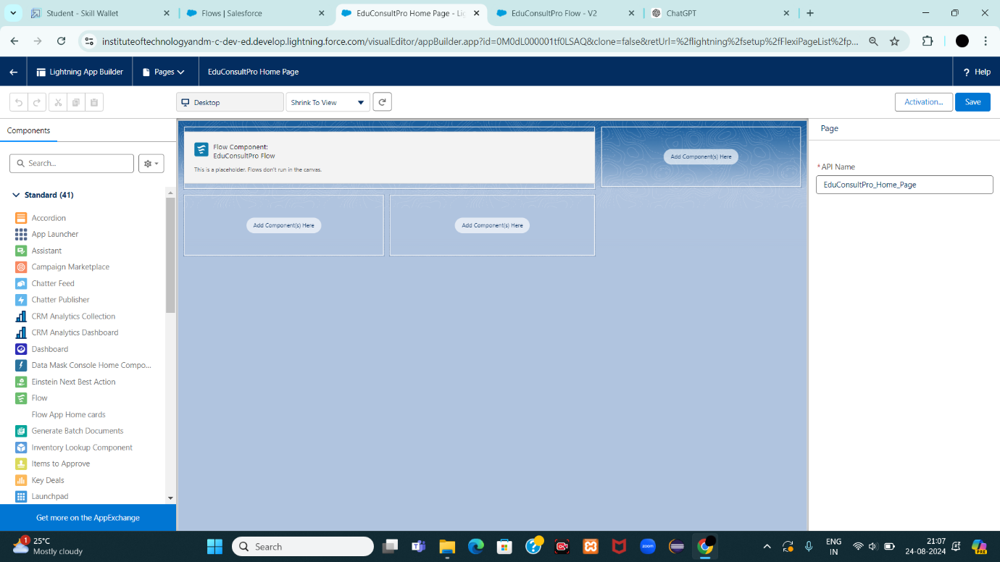 Student - Skill Wallet
Flows | Salesforce
EduConsultPro Home Page - Lig
EduConsultPro Flow - V2
ChatGPT
instituteoftechnologyandm-c-dev-ed.develop.lightning.force.com/visualEditor/appBuilder.app?id=0M0dL000001tf0LSAQ&clone=false&retUrl=%2flightning%2fsetup%2fFlexiPageList%2fp...
Lightning App Builder
Pages
EduConsultPro Home Page
? Help
Desktop
Shrink To View
Activation...
Save
Components
Search...
Standard (41)
Accordion
App Launcher
Assistant
Campaign Marketplace
Chatter Feed
Chatter Publisher
CRM Analytics Collection
CRM Analytics Dashboard
Dashboard
Data Mask Console Home Compo...
Einstein Next Best Action
Flow
Flow App Home cards
Generate Batch Documents
Inventory Lookup Component
Items to Approve
Key Deals
Launchpad
Get more on the AppExchange
Flow Component:
EduConsultPro Flow
This is a placeholder. Flows don't run in the canvas.
Add Component(s) Here
Add Component(s) Here
Add Component(s) Here
Page
*API Name
EduConsultPro_Home_Page
1
25°C
Mostly cloudy
Search
zoom
ENG
IN
21:07
24-08-2024
PRE